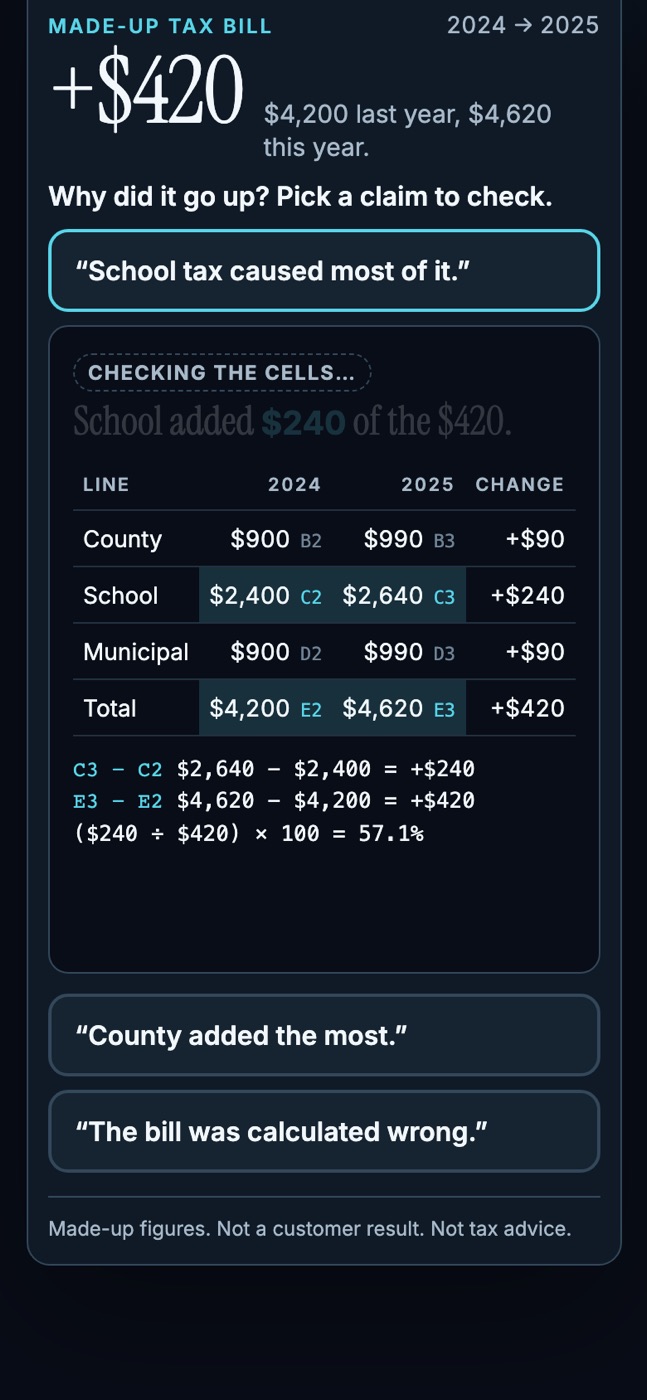 MADE-UP TAX BILL 2024 → 2025
+$420 $4,200 last year, $4,620
this year.
Why did it go up? Pick a claim to check.
“School tax caused most of it.”
CHECKING THE CELLS...
School added $240 of the $420.
LINE 2024 2025 CHANGE
County $900 B2 $990 B3 +$90
School $2,400 C2 $2,640 C3 +$240
Municipal $900 D2 $990 D3 +$90
Total $4,200 E2 $4,620 E3 +$420
C3 − C2 $2,640 − $2,400 = +$240
E3 − E2 $4,620 − $4,200 = +$420
($240 ÷ $420) × 100 = 57.1%
“County added the most.”
“The bill was calculated wrong.”
Made-up figures. Not a customer result. Not tax advice.